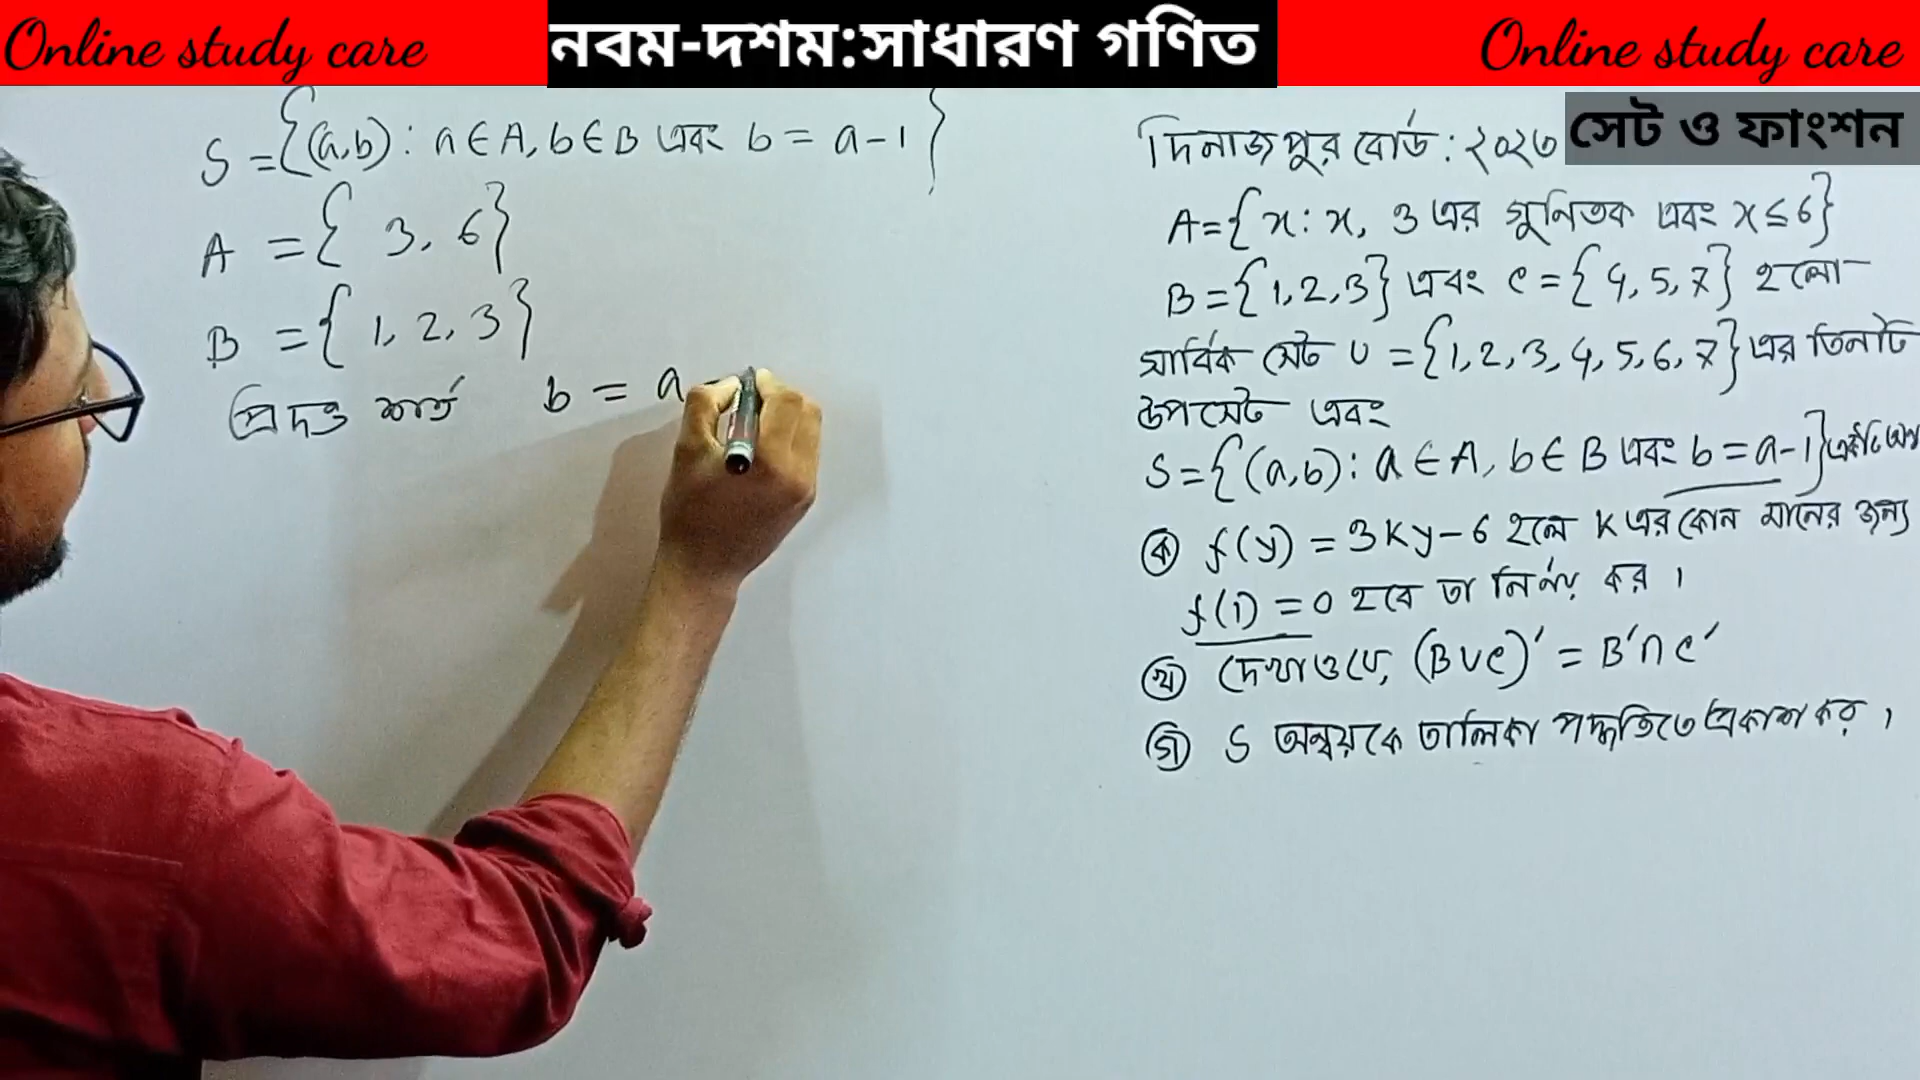 Online study care
নবম-দশম:সাধারণ গণিত
Online study care
সেট ও ফাংশন
S = {(a,b) : a ∈ A, b ∈ B এবং b = a-1}
A = { 3, 6}
B = { 1, 2, 3}
প্রদত্ত শর্ত b = a
দিনাজপুর বোর্ড : ২০২৩
A = {x : x, 3 এর গুনিতক এবং x ≤ 6}
B = {1, 2, 3} এবং C = {4, 5, 7} হলো
সার্বিক সেট U = {1, 2, 3, 4, 5, 6, 7} এর তিনটি
উপসেট এবং
S = {(a,b) : a ∈ A, b ∈ B এবং b = a-1} একটি
ক f(y) = 3Ky-6 হলে K এর কোন মানের জন্য
f(1) = 0 হবে তা নির্ণয় কর ।
খ দেখাও যে, (B∪C)′ = B′∩C′
গ S অন্বয়কে তালিকা পদ্ধতিতে প্রকাশ কর ।